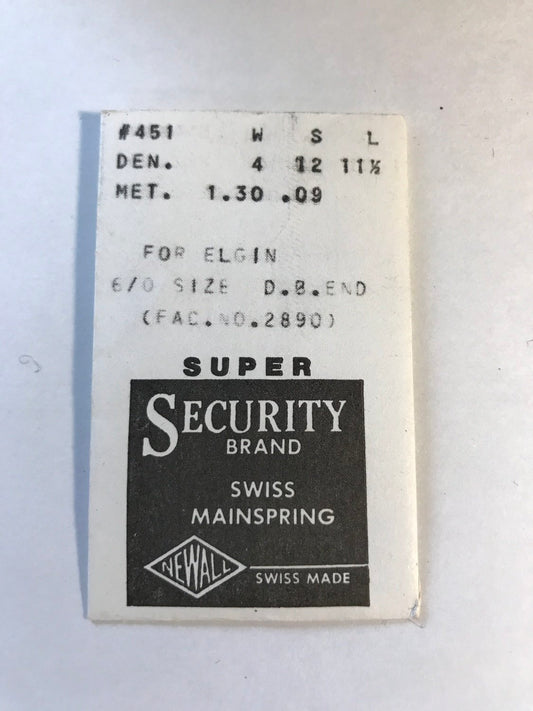 #451 W S L
DEN. 4 12 11½
MET. 1.30 .09
FOR ELGIN
6/0 SIZE D.B.END
(FAC.NO.2890)
SUPER
SECURITY
BRAND
SWISS
MAINSPRING
NEWALL
SWISS MADE